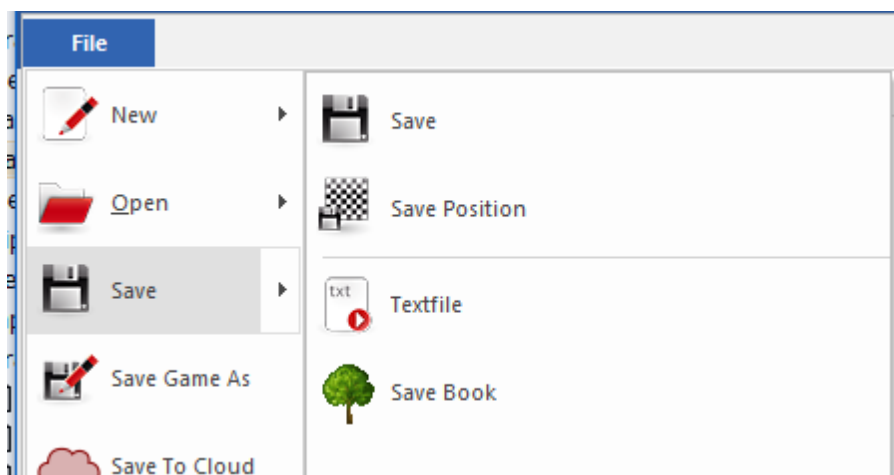 File
New
Open
Save
Save Game As
Save To Cloud
Save
Save Position
txt
Textfile
Save Book